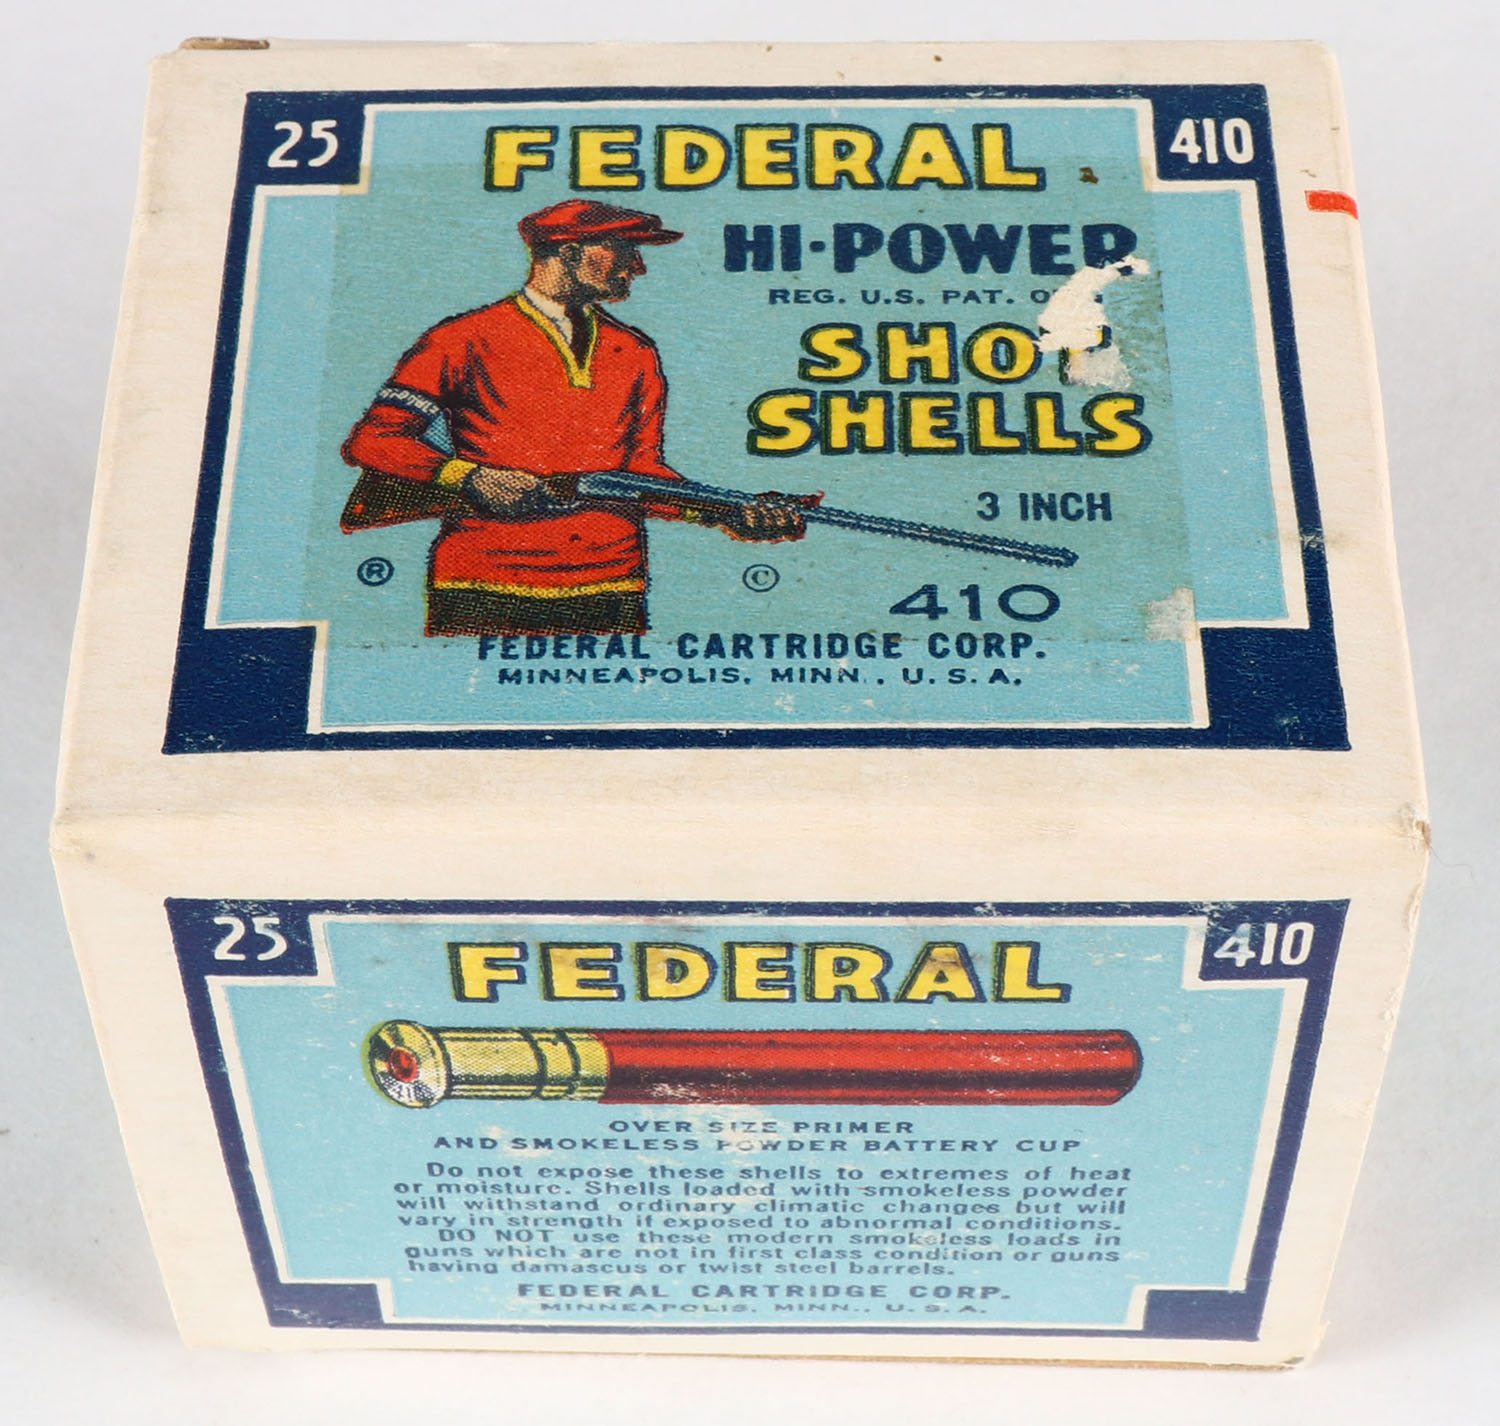 25
FEDERAL
410
HI-POWER
REG. U.S. PAT.
SHOT
SHELLS
3 INCH
®
©
410
FEDERAL CARTRIDGE CORP.
MINNEAPOLIS, MINN., U.S.A.
25
FEDERAL
410
OVER SIZE PRIMER
AND SMOKELESS POWDER BATTERY CUP
Do not expose these shells to extremes of heat
or moisture. Shells loaded with smokeless powder
will withstand ordinary climatic changes but will
vary in strength if exposed to abnormal conditions.
DO NOT use these modern smokeless loads in
guns which are not in first class condition or guns
having damascus or twist steel barrels.
FEDERAL CARTRIDGE CORP.
MINNEAPOLIS, MINN., U.S.A.